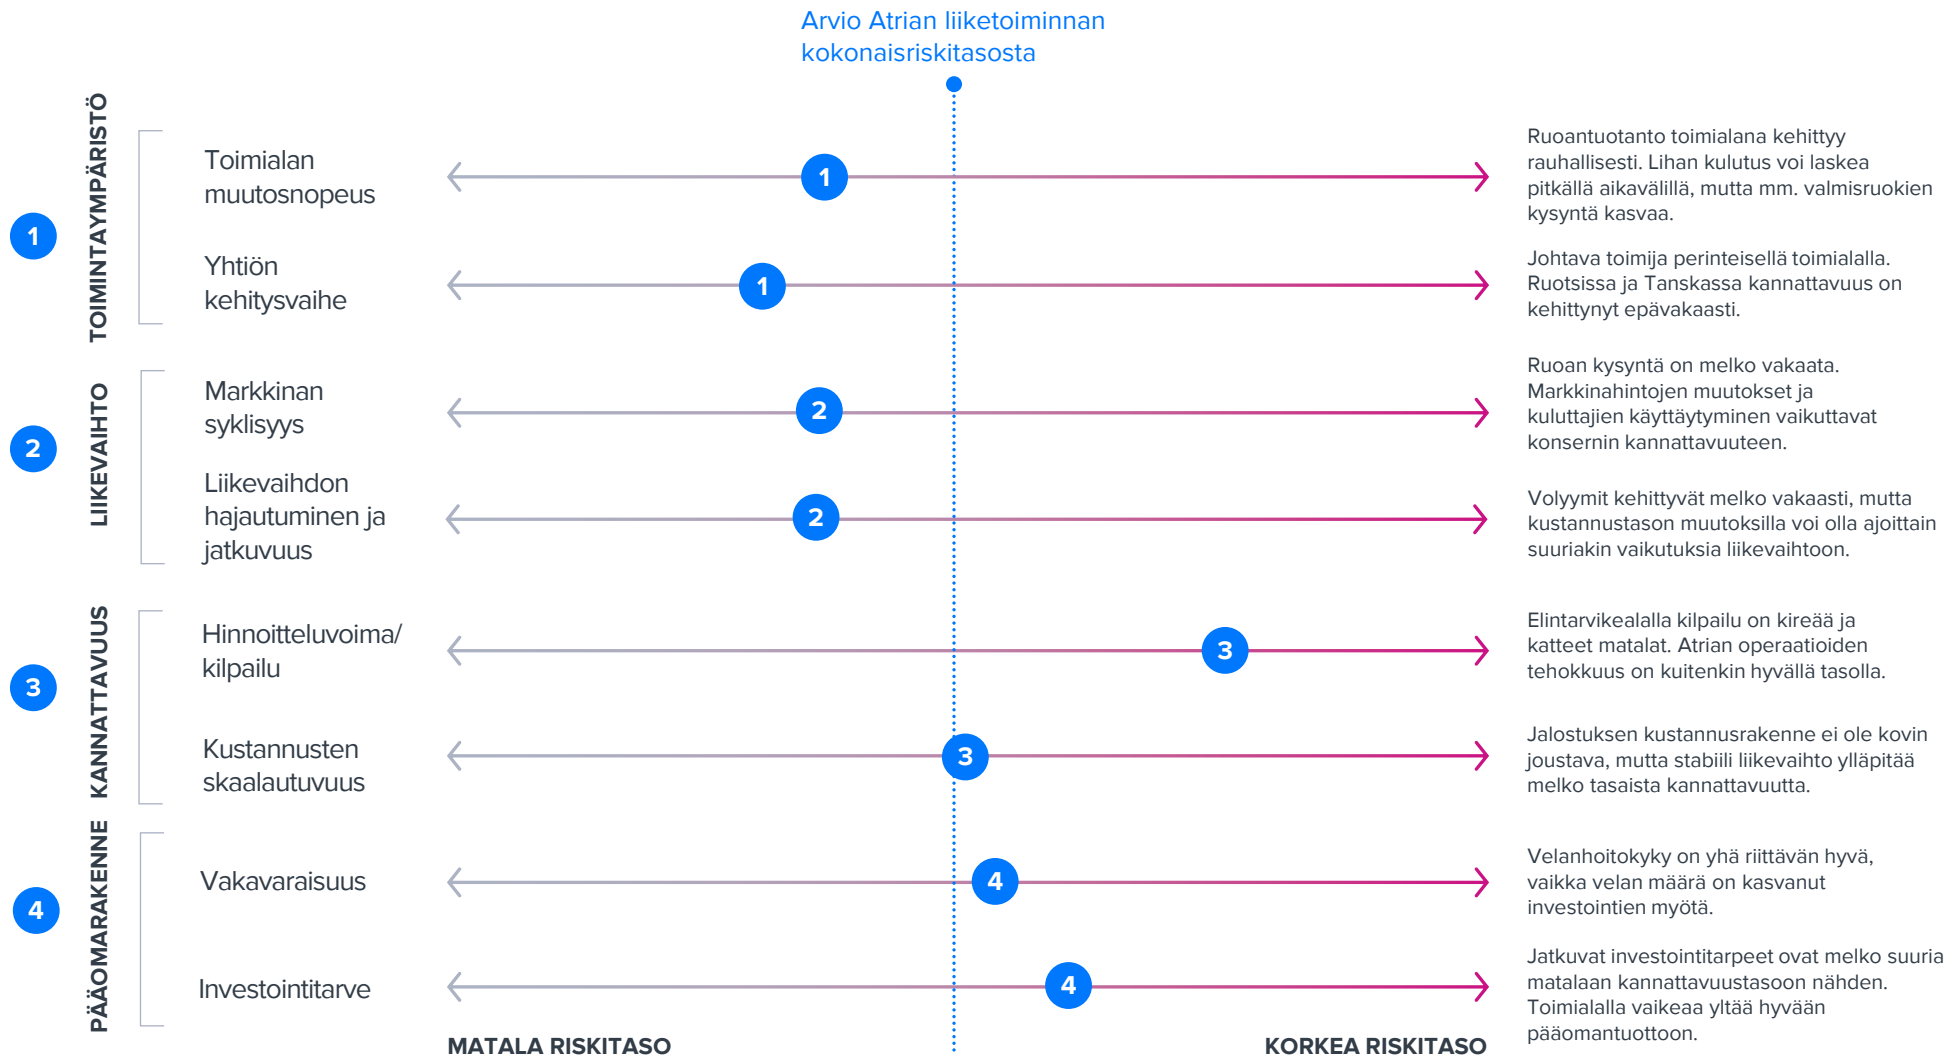 Arvio Atrian liiketoiminnan
kokonaisriskitasosta
TOIMINTAYMPÄRISTÖ
1
Toimialan
muutosnopeus
1
Ruoantuotanto toimialana kehittyy
rauhallisesti. Lihan kulutus voi laskea
pitkällä aikavälillä, mutta mm. valmisruokien
kysyntä kasvaa.
Yhtiön
kehitysvaihe
1
Johtava toimija perinteisellä toimialalla.
Ruotsissa ja Tanskassa kannattavuus on
kehittynyt epävakaasti.
LIIKEVAIHTO
2
Markkinan
syklisyys
2
Ruoan kysyntä on melko vakaata.
Markkinahintojen muutokset ja
kuluttajien käyttäytyminen vaikuttavat
konsernin kannattavuuteen.
Liikevaihdon
hajautuminen ja
jatkuvuus
2
Volyymit kehittyvät melko vakaasti, mutta
kustannustason muutoksilla voi olla ajoittain
suuriakin vaikutuksia liikevaihtoon.
KANNATTAVUUS
3
Hinnoitteluvoima/
kilpailu
3
Elintarvikealalla kilpailu on kireää ja
katteet matalat. Atrian operaatioiden
tehokkuus on kuitenkin hyvällä tasolla.
Kustannusten
skaalautuvuus
3
Jalostuksen kustannusrakenne ei ole kovin
joustava, mutta stabiili liikevaihto ylläpitää
melko tasaista kannattavuutta.
PÄÄOMARAKENNE
4
Vakavaraisuus
4
Velanhoitokyky on yhä riittävän hyvä,
vaikka velan määrä on kasvanut
investointien myötä.
Investointitarve
4
Jatkuvat investointitarpeet ovat melko suuria
matalaan kannattavuustasoon nähden.
Toimialalla vaikeaa yltää hyvään
pääomantuottoon.
MATALA RISKITASO
KORKEA RISKITASO